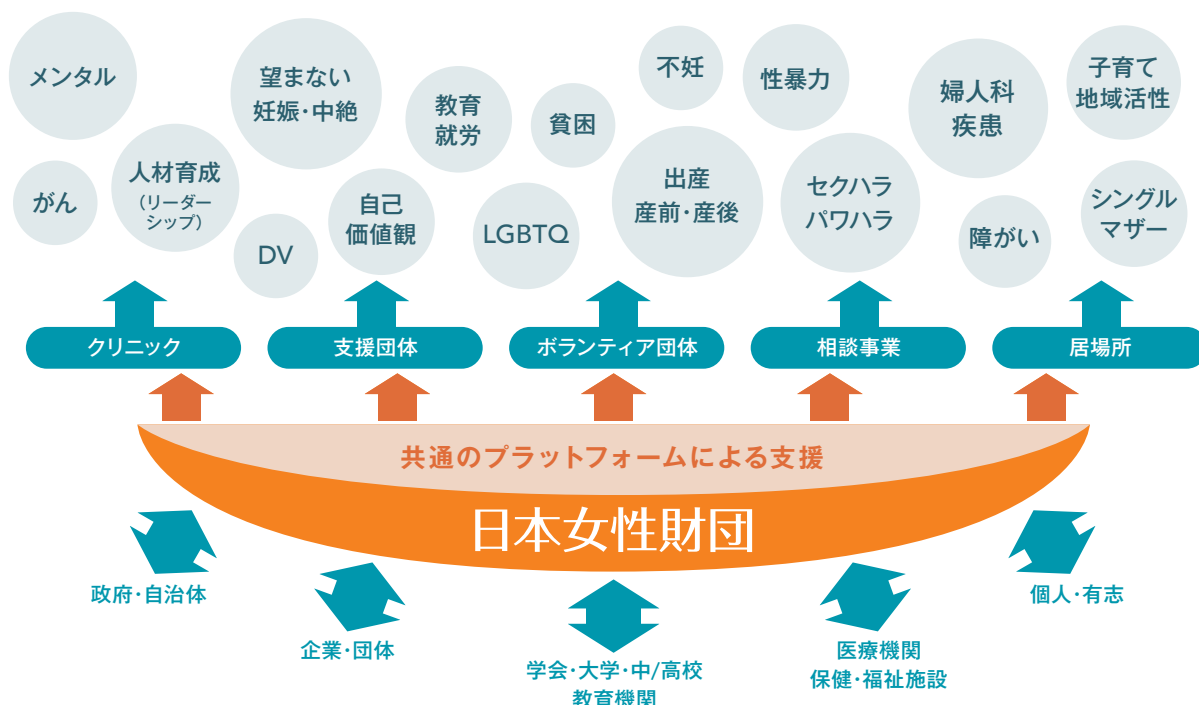 メンタル
望まない
妊娠・中絶
教育
就労
貧困
不妊
性暴力
婦人科
疾患
子育て
地域活性
がん
人材育成
(リーダー
シップ)
DV
自己
価値観
LGBTQ
出産
産前・産後
セクハラ
パワハラ
障がい
シングル
マザー
クリニック
支援団体
ボランティア団体
相談事業
居場所
共通のプラットフォームによる支援
日本女性財団
政府・自治体
企業・団体
学会・大学・中/高校
教育機関
医療機関
保健・福祉施設
個人・有志